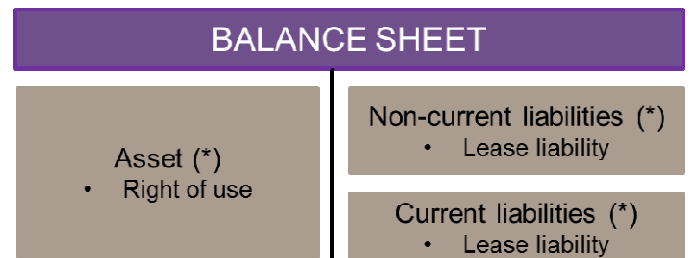 BALANCE SHEET
Asset (*)
• Right of use
Non-current liabilities (*)
• Lease liability
Current liabilities (*)
• Lease liability